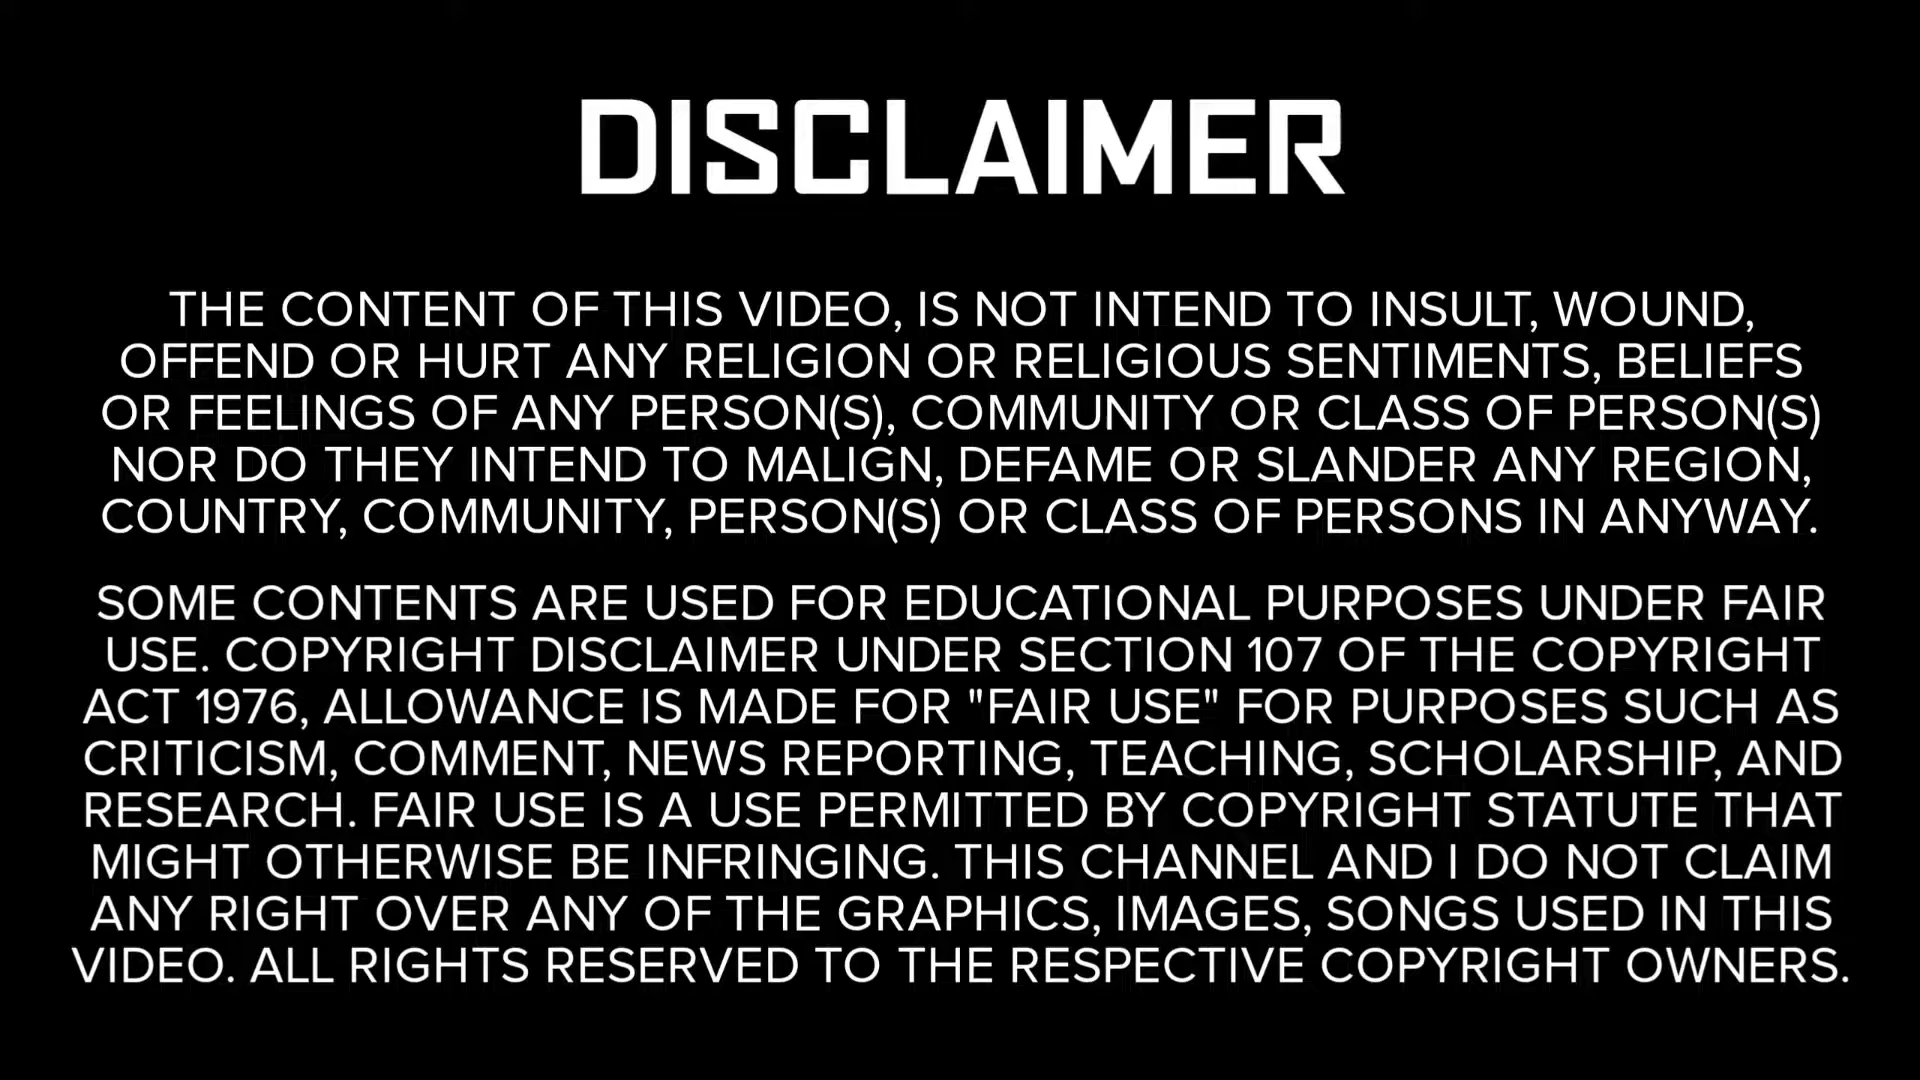 DISCLAIMER
THE CONTENT OF THIS VIDEO, IS NOT INTEND TO INSULT, WOUND,
OFFEND OR HURT ANY RELIGION OR RELIGIOUS SENTIMENTS, BELIEFS
OR FEELINGS OF ANY PERSON(S), COMMUNITY OR CLASS OF PERSON(S)
NOR DO THEY INTEND TO MALIGN, DEFAME OR SLANDER ANY REGION,
COUNTRY, COMMUNITY, PERSON(S) OR CLASS OF PERSONS IN ANYWAY.
SOME CONTENTS ARE USED FOR EDUCATIONAL PURPOSES UNDER FAIR
USE. COPYRIGHT DISCLAIMER UNDER SECTION 107 OF THE COPYRIGHT
ACT 1976, ALLOWANCE IS MADE FOR "FAIR USE" FOR PURPOSES SUCH AS
CRITICISM, COMMENT, NEWS REPORTING, TEACHING, SCHOLARSHIP, AND
RESEARCH. FAIR USE IS A USE PERMITTED BY COPYRIGHT STATUTE THAT
MIGHT OTHERWISE BE INFRINGING. THIS CHANNEL AND I DO NOT CLAIM
ANY RIGHT OVER ANY OF THE GRAPHICS, IMAGES, SONGS USED IN THIS
VIDEO. ALL RIGHTS RESERVED TO THE RESPECTIVE COPYRIGHT OWNERS.